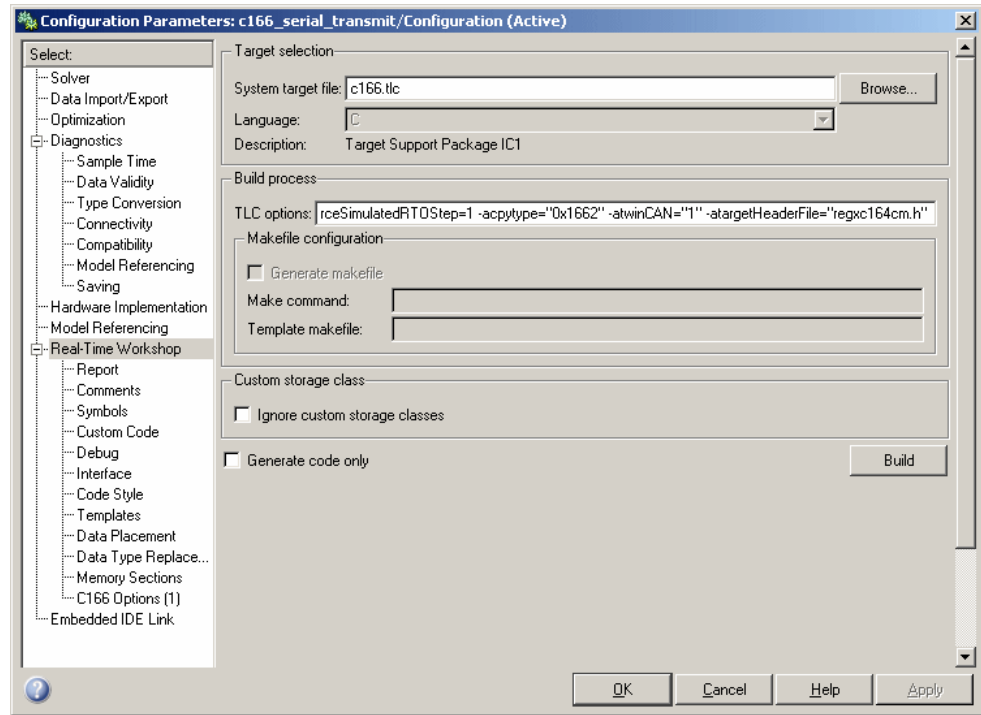 Configuration Parameters: c166_serial_transmit/Configuration (Active)
Select:
Solver
Data Import/Export
Optimization
Diagnostics
Sample Time
Data Validity
Type Conversion
Connectivity
Compatibility
Model Referencing
Saving
Hardware Implementation
Model Referencing
Real-Time Workshop
Report
Comments
Symbols
Custom Code
Debug
Interface
Code Style
Templates
Data Placement
Data Type Replace...
Memory Sections
C166 Options (1)
Embedded IDE Link
Target selection
System target file: c166.tlc Browse...
Language: C
Description: Target Support Package IC1
Build process
TLC options: rceSimulatedRTOStep=1 -acpytype="0x1662" -atwinCAN="1" -atargetHeaderFile="regxc164cm.h"
Makefile configuration
Generate makefile
Make command:
Template makefile:
Custom storage class
Ignore custom storage classes
Generate code only Build
OK Cancel Help Apply